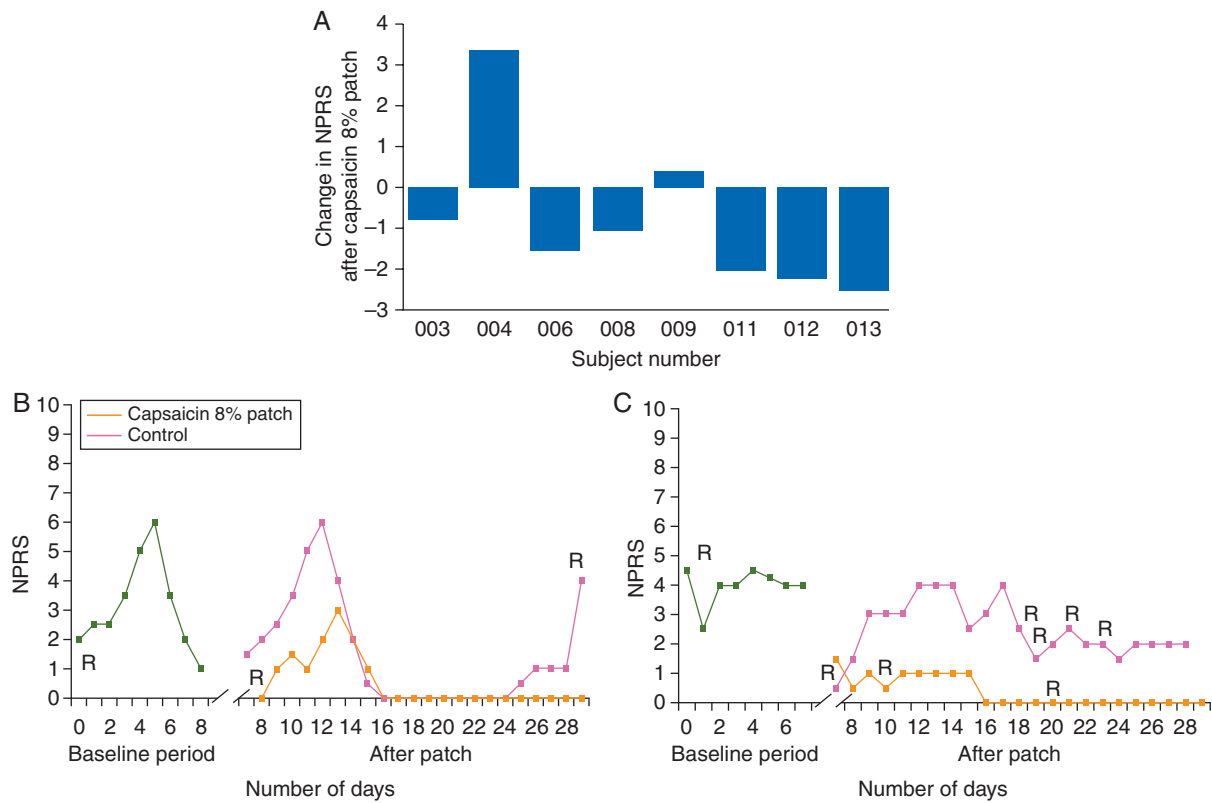 A
4
3
2
1
0
−1
−2
−3
Change in NPRS
after capsaicin 8% patch
003 004 006 008 009 011 012 013
Subject number
B
10
9
8
7
6
5
4
3
2
1
0
NPRS
Capsaicin 8% patch
Control
R
R
R
0 2 4 6 8 8 10 12 14 16 18 20 22 24 26 28
Baseline period After patch
Number of days
C
10
9
8
7
6
5
4
3
2
1
0
NPRS
R
R
R
R
R
R
R
R
0 2 4 6 8 10 12 14 16 18 20 22 24 26 28
Baseline period After patch
Number of days